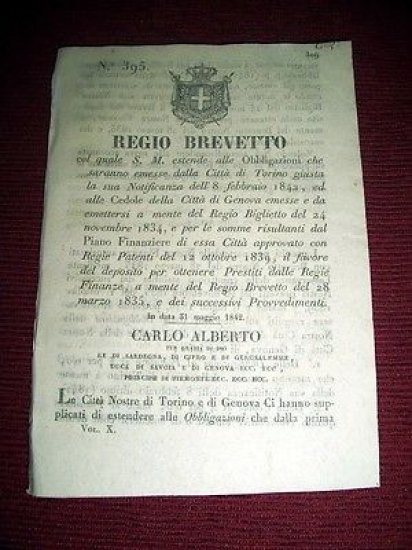 309
N.º 395.
REGIO BREVETTO
col quale S. M. estende alle Obbligazioni che
saranno emesse dalla Città di Torino giusta
la sua Notificanza dell'8 febbraio 1842, ed
alle Cedole della Città di Genova emesse e da
emettersi a mente del Regio Biglietto del 24
novembre 1834, e per le somme risultanti dal
Piano Finanziere di essa Città approvato con
Regie Patenti del 12 ottobre 1839, il favore
del deposito per ottenere Prestiti dalle Regie
Finanze, a mente del Regio Brevetto del 28
marzo 1835, e dei successivi Provvedimenti.
In data 31 maggio 1842.
CARLO ALBERTO
PER GRAZIA DI DIO
RE DI SARDEGNA, DI CIPRO E DI GERUSALEMME,
DUCA DI SAVOIA E DI GENOVA ECC. ECC.
PRINCIPE DI PIEMONTE ECC. ECC. ECC.
Le Città Nostre di Torino e di Genova Ci hanno sup-
plicati di estendere alle Obbligazioni che dalla prima
Vol. X.